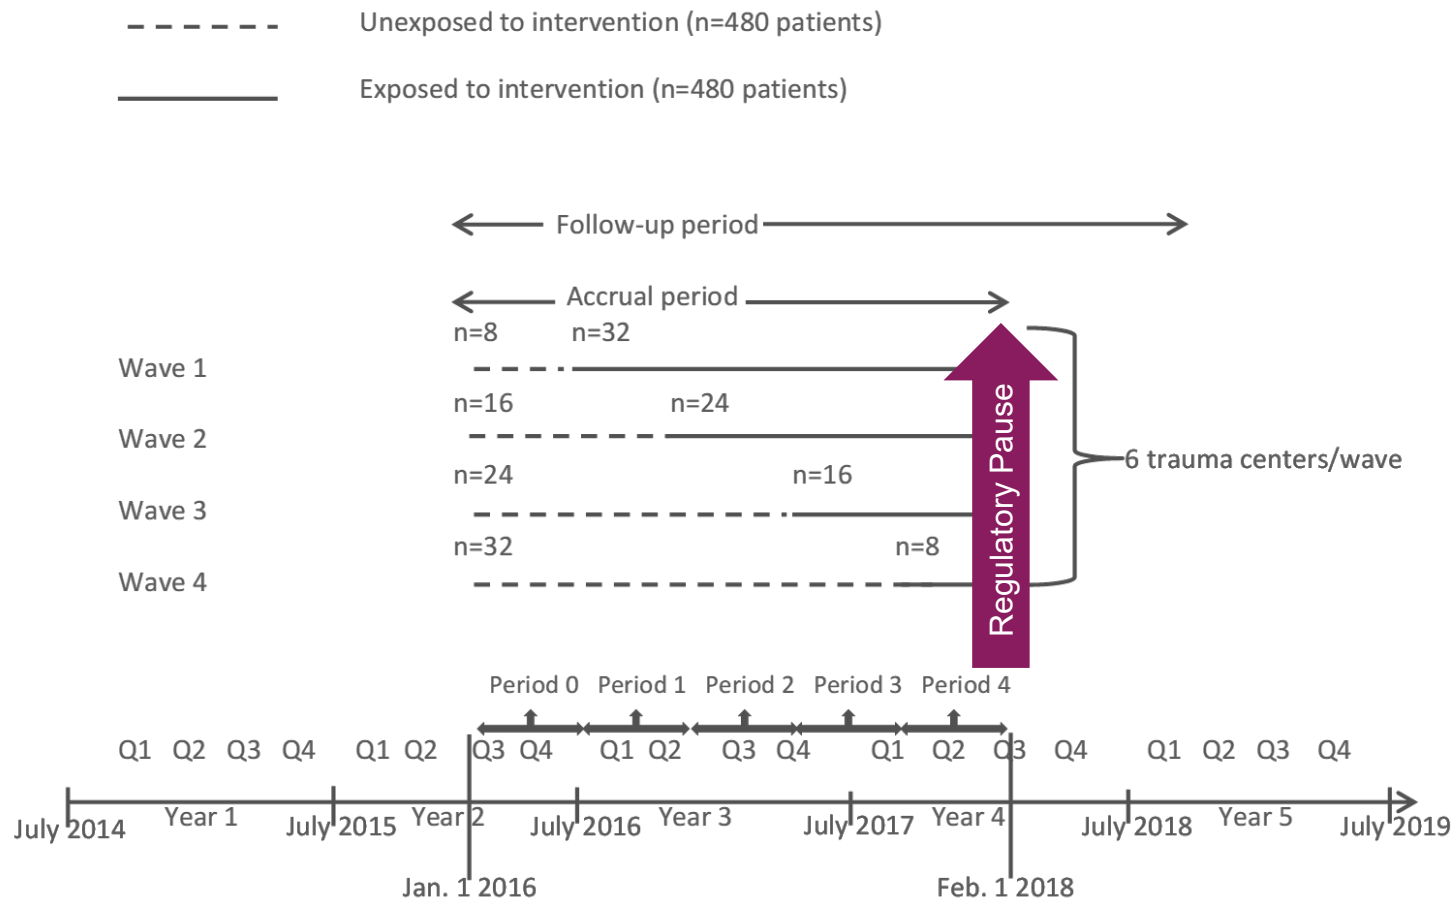 Unexposed to intervention (n=480 patients)
Exposed to intervention (n=480 patients)
Follow-up period
Accrual period
n=8 n=32
Wave 1
n=16 n=24
Wave 2
n=24 n=16
Wave 3
n=32 n=8
Wave 4
Regulatory Pause
6 trauma centers/wave
Period 0 Period 1 Period 2 Period 3 Period 4
Q1 Q2 Q3 Q4 Q1 Q2 Q3 Q4 Q1 Q2 Q3 Q4 Q1 Q2 Q3 Q4 Q1 Q2 Q3 Q4
Year 1 Year 2 Year 3 Year 4 Year 5
July 2014 July 2015 July 2016 July 2017 July 2018 July 2019
Jan. 1 2016 Feb. 1 2018